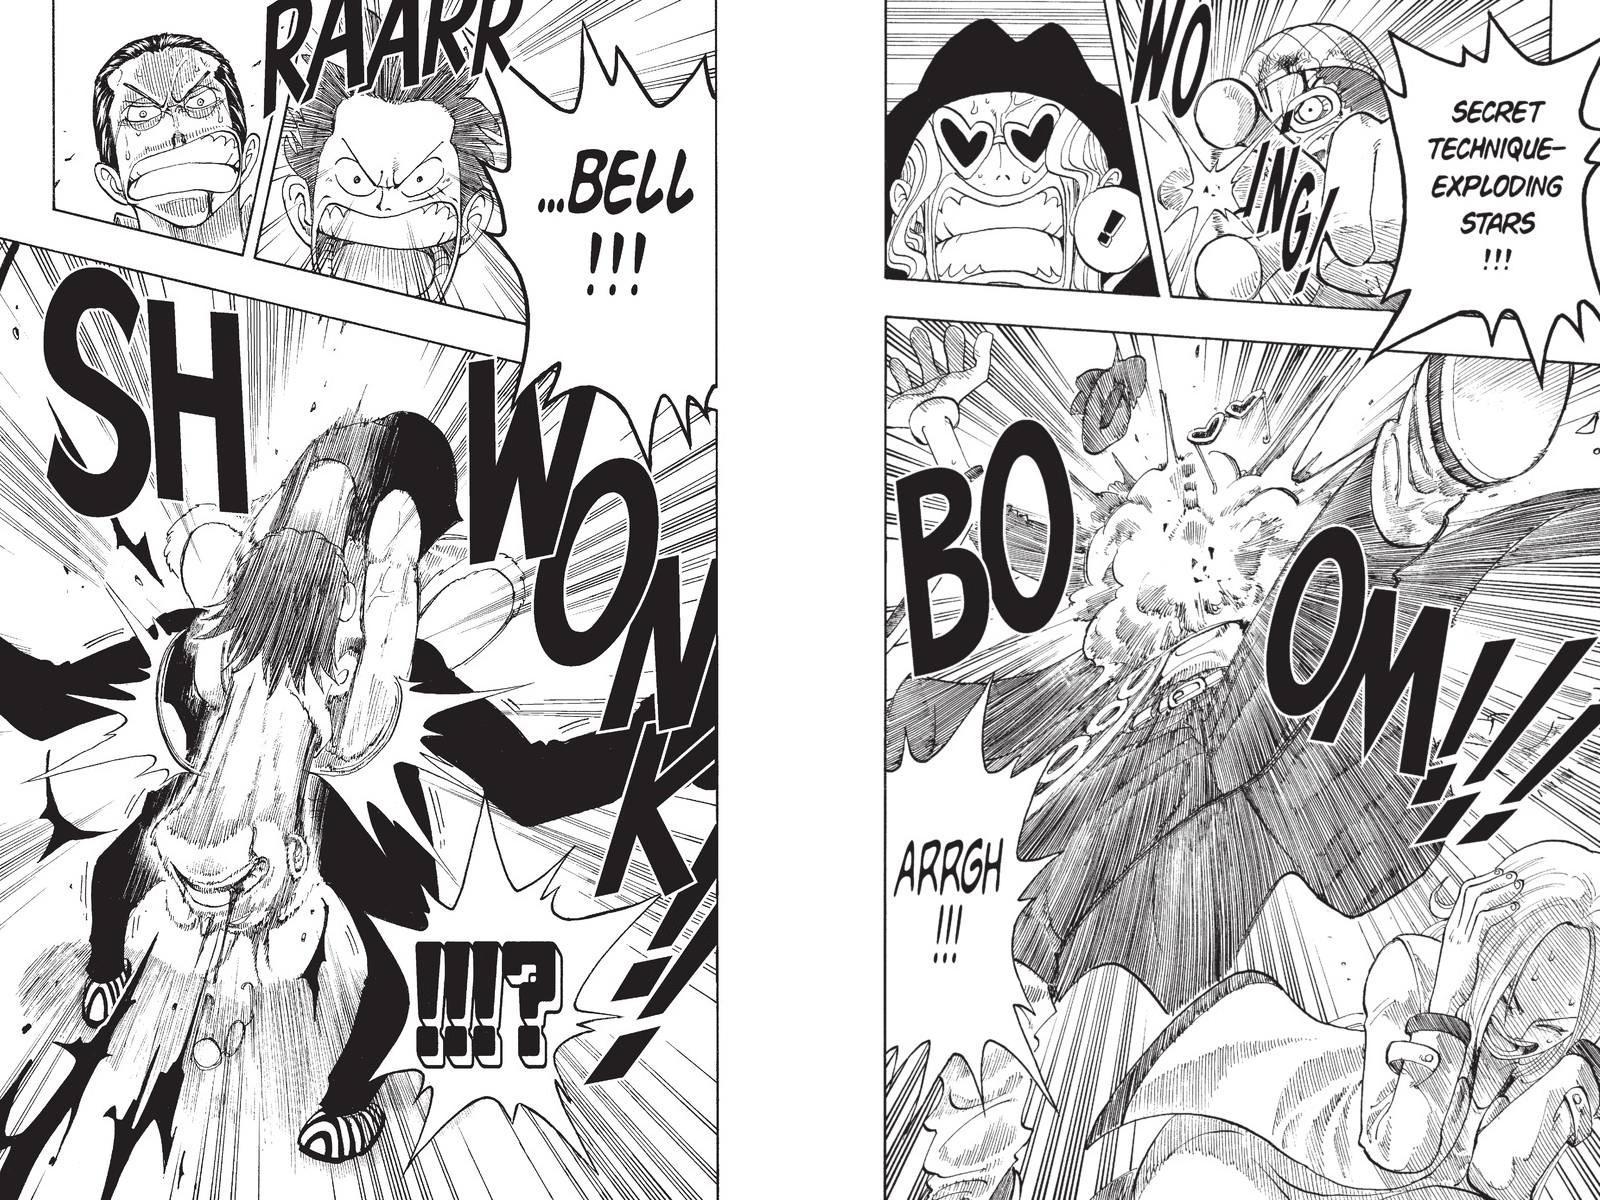 SECRET
TECHNIQUE-
EXPLODING
STARS
!!!
WO
ING!
!
BO
OM!!!
ARRGH
!!!
...BELL
!!!
RAARR
SH
WONK!!
!!!?